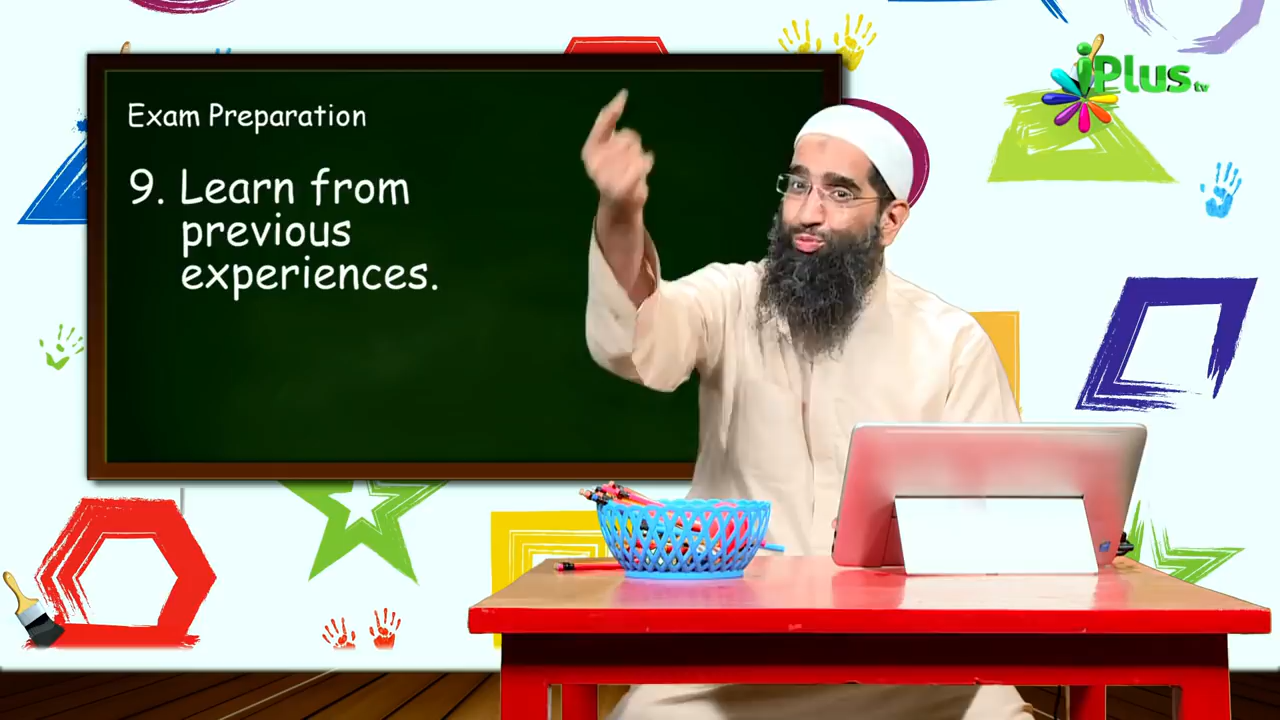 iPlus tv
Exam Preparation
9. Learn from
previous
experiences.